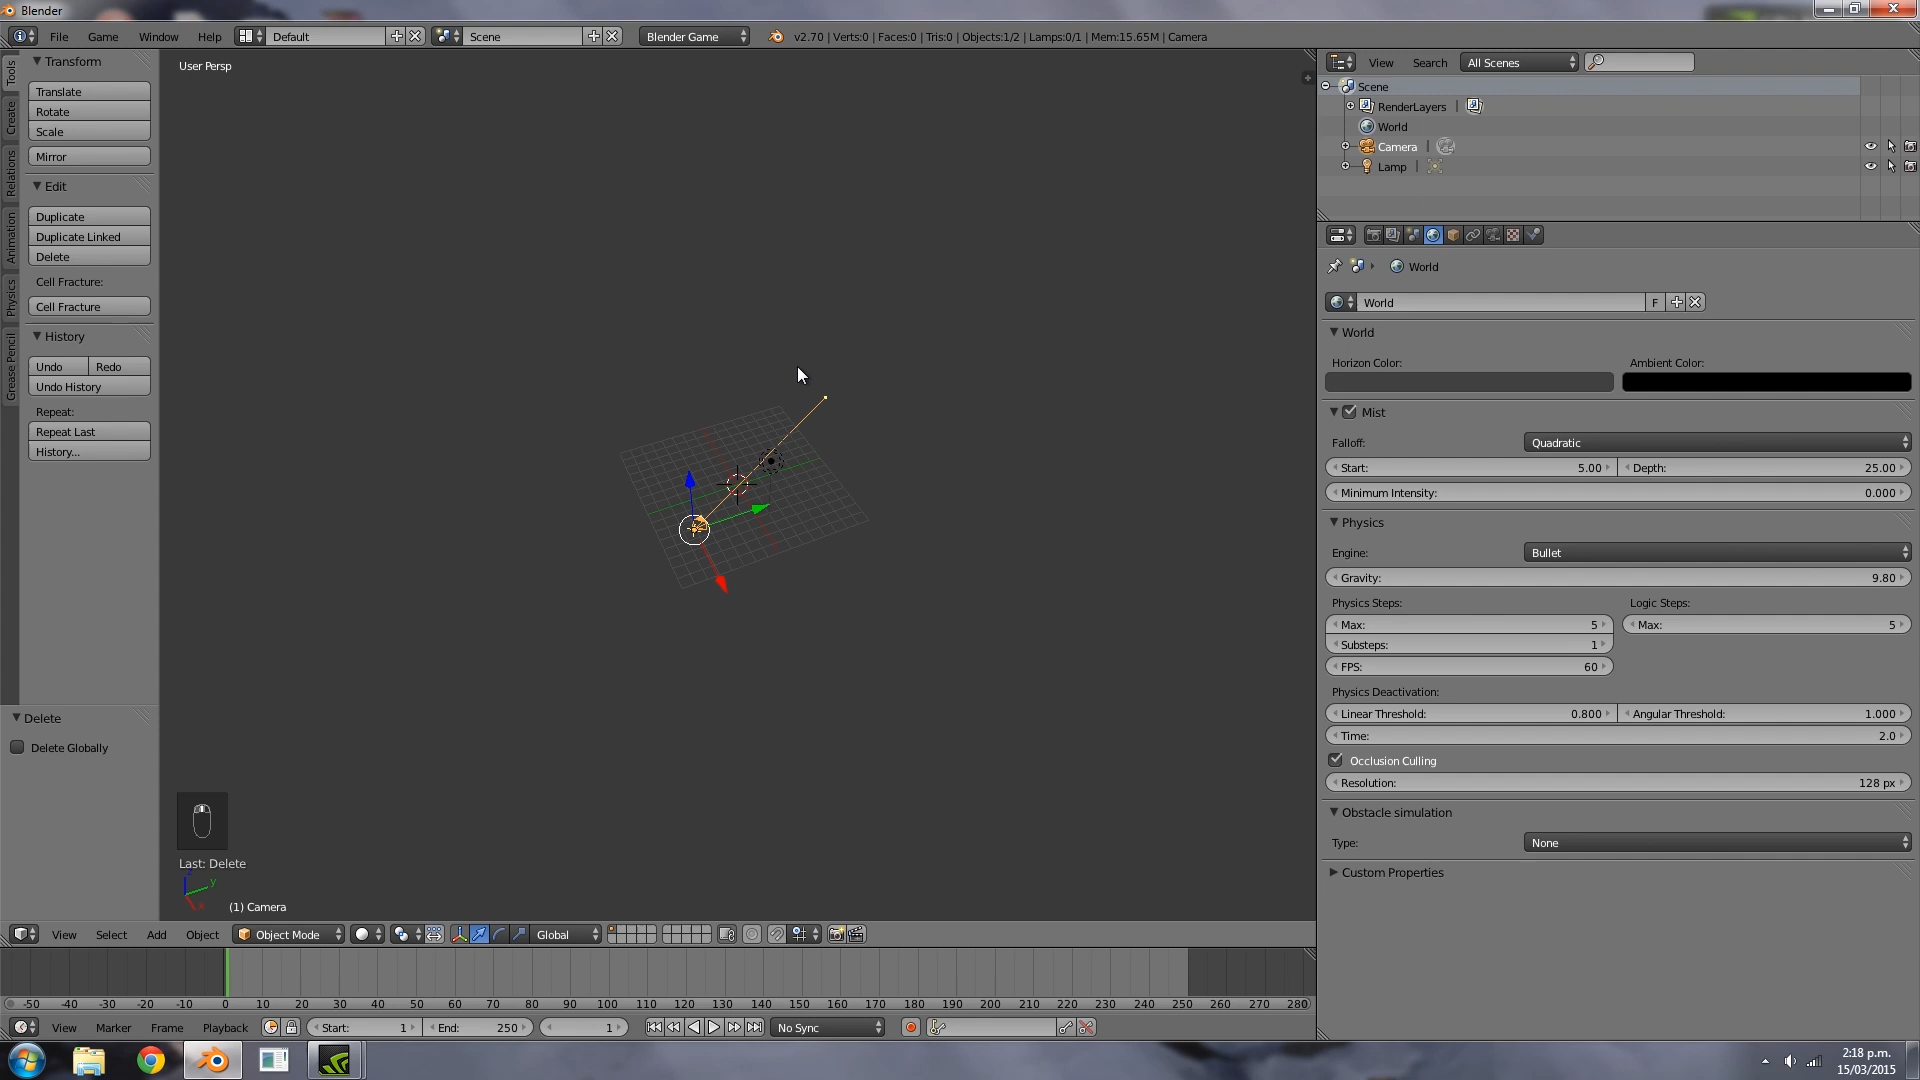 Blender
File Game Window Help Default Scene Blender Game v2.70 | Verts:0 | Faces:0 | Tris:0 | Objects:1/2 | Lamps:0/1 | Mem:15.65M | Camera
Tools
Create
Relations
Animation
Physics
Grease Pencil
Transform
Translate
Rotate
Scale
Mirror
Edit
Duplicate
Duplicate Linked
Delete
Cell Fracture:
Cell Fracture
History
Undo Redo
Undo History
Repeat:
Repeat Last
History...
Delete
Delete Globally
User Persp
Last: Delete
z
y
x
(1) Camera
View Select Add Object Object Mode Global
-50 -40 -30 -20 -10 0 10 20 30 40 50 60 70 80 90 100 110 120 130 140 150 160 170 180 190 200 210 220 230 240 250 260 270 280
View Marker Frame Playback Start: 1 End: 250 1 No Sync
View Search All Scenes
Scene
RenderLayers |
World
Camera |
Lamp |
World
World F
World
Horizon Color: Ambient Color:
Mist
Falloff: Quadratic
Start: 5.00 Depth: 25.00
Minimum Intensity: 0.000
Physics
Engine: Bullet
Gravity: 9.80
Physics Steps: Logic Steps:
Max: 5 Max: 5
Substeps: 1
FPS: 60
Physics Deactivation:
Linear Threshold: 0.800 Angular Threshold: 1.000
Time: 2.0
Occlusion Culling
Resolution: 128 px
Obstacle simulation
Type: None
Custom Properties
2:18 p.m.
15/03/2015